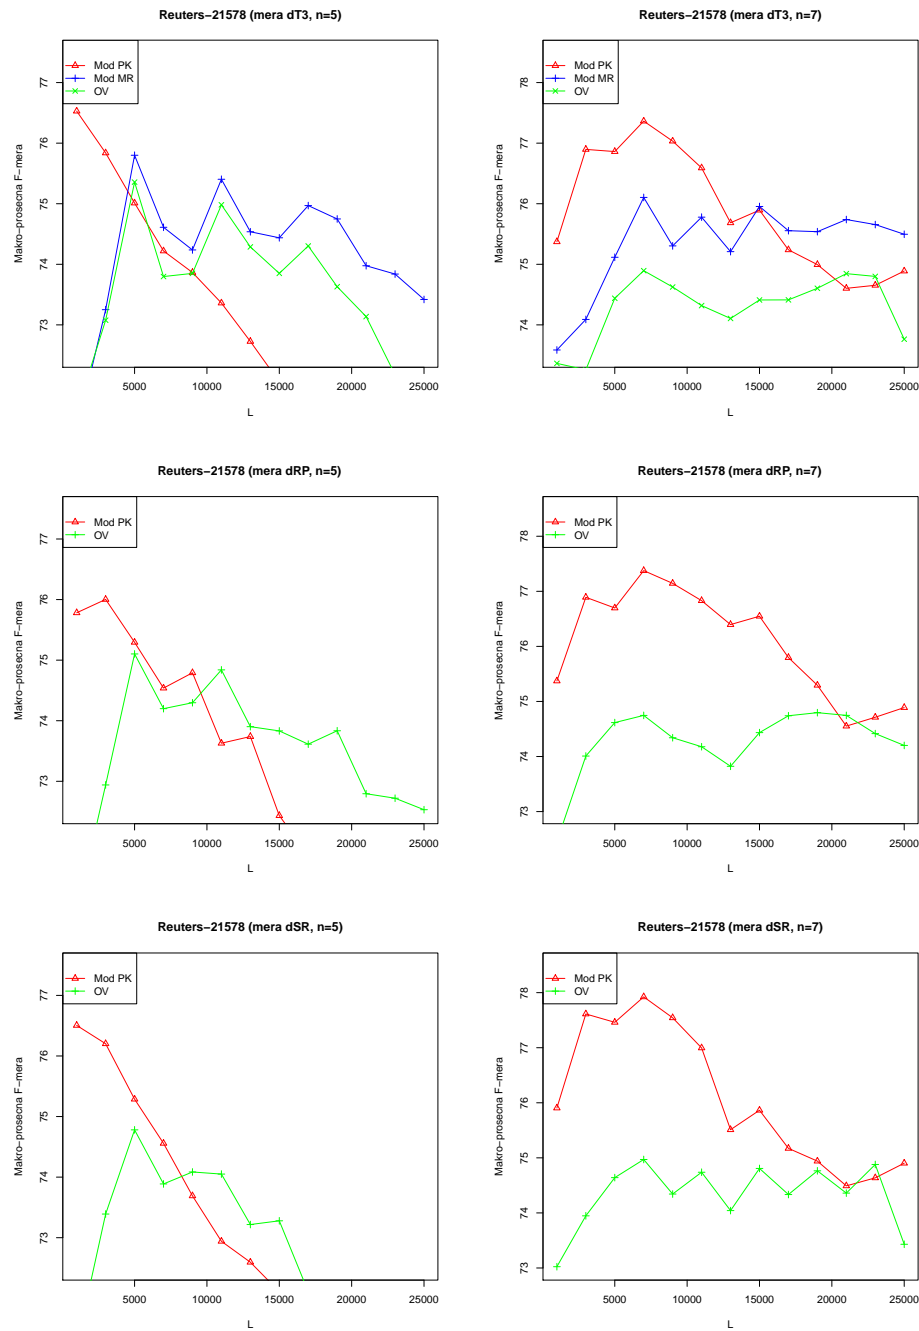 Reuters−21578 (mera dT3, n=5)
Mod PK
Mod MR
OV
Makro−prosecna F−mera
77
76
75
74
73
5000 10000 15000 20000 25000
L
Reuters−21578 (mera dT3, n=7)
Mod PK
Mod MR
OV
Makro−prosecna F−mera
78
77
76
75
74
5000 10000 15000 20000 25000
L
Reuters−21578 (mera dRP, n=5)
Mod PK
OV
Makro−prosecna F−mera
77
76
75
74
73
5000 10000 15000 20000 25000
L
Reuters−21578 (mera dRP, n=7)
Mod PK
OV
Makro−prosecna F−mera
78
77
76
75
74
73
5000 10000 15000 20000 25000
L
Reuters−21578 (mera dSR, n=5)
Mod PK
OV
Makro−prosecna F−mera
77
76
75
74
73
5000 10000 15000 20000 25000
L
Reuters−21578 (mera dSR, n=7)
Mod PK
OV
Makro−prosecna F−mera
78
77
76
75
74
73
5000 10000 15000 20000 25000
L